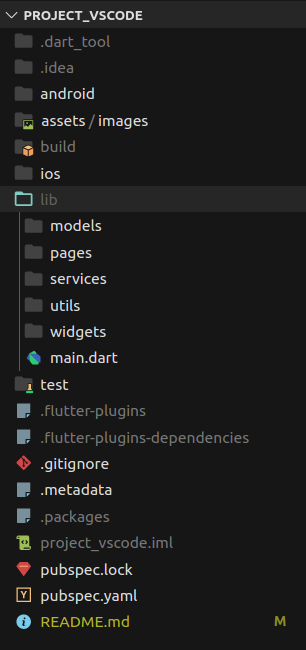 PROJECT_VSCODE
.dart_tool
.idea
android
assets / images
build
ios
lib
models
pages
services
utils
widgets
main.dart
test
.flutter-plugins
.flutter-plugins-dependencies
.gitignore
.metadata
.packages
project_vscode.iml
pubspec.lock
pubspec.yaml
README.md M